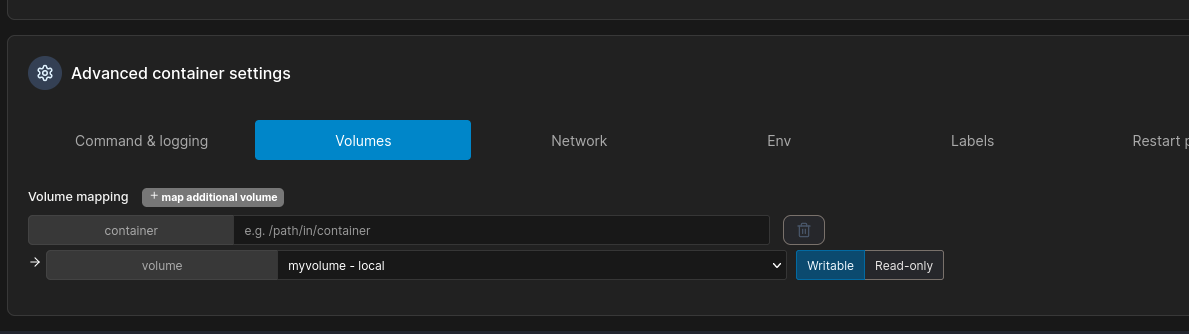 Advanced container settings
Command & logging Volumes Network Env Labels Restart p
Volume mapping + map additional volume
container e.g. /path/in/container
→ volume myvolume - local Writable Read-only